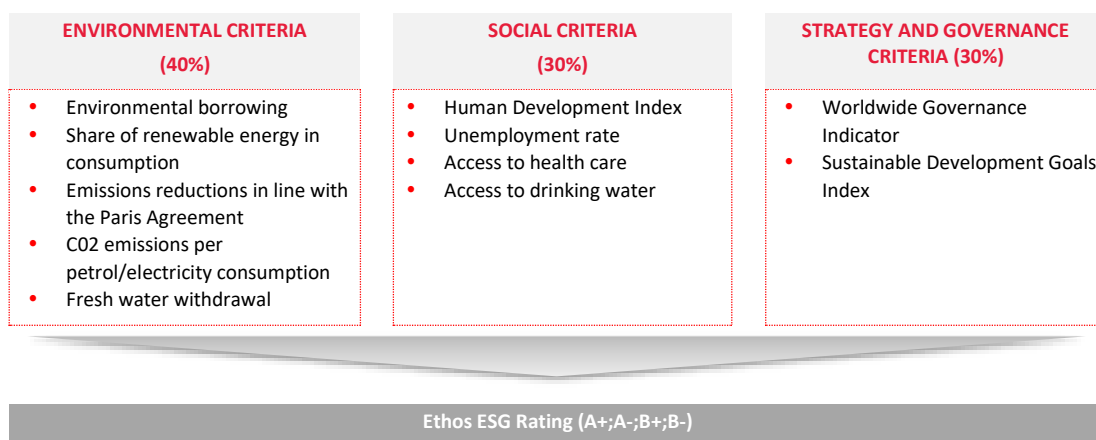 ENVIRONMENTAL CRITERIA
(40%)
• Environmental borrowing
• Share of renewable energy in
consumption
• Emissions reductions in line with
the Paris Agreement
• C02 emissions per
petrol/electricity consumption
• Fresh water withdrawal
SOCIAL CRITERIA
(30%)
• Human Development Index
• Unemployment rate
• Access to health care
• Access to drinking water
STRATEGY AND GOVERNANCE
CRITERIA (30%)
• Worldwide Governance
Indicator
• Sustainable Development Goals
Index
Ethos ESG Rating (A+;A-;B+;B-)